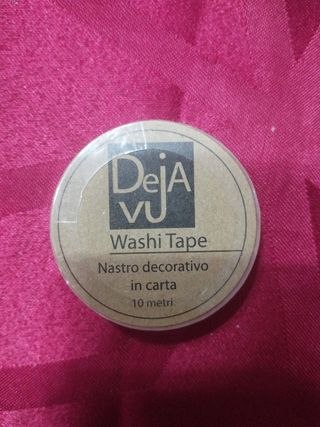 DejA
vu
Washi Tape
Nastro decorativo
in carta
10 metri